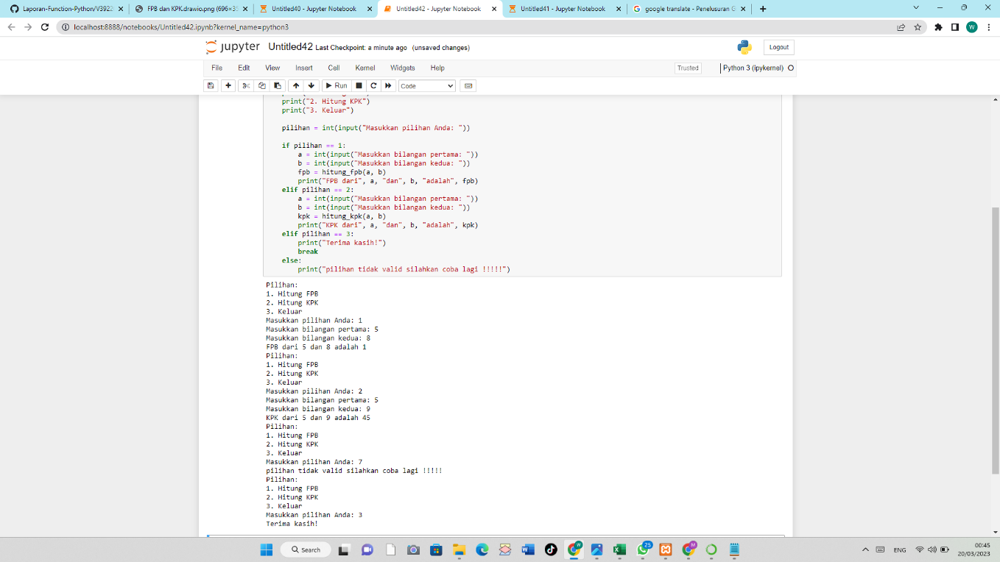 Laporan-Function-Python/V3922
FPB dan KPK.drawio.png (696×35
Untitled40 - Jupyter Notebook
Untitled42 - Jupyter Notebook
Untitled41 - Jupyter Notebook
google translate - Penelusuran G
localhost:8888/notebooks/Untitled42.ipynb?kernel_name=python3
W
jupyter Untitled42 Last Checkpoint: a minute ago (unsaved changes)
Logout
File Edit View Insert Cell Kernel Widgets Help
Trusted
Python 3 (ipykernel)
Run
Code
print("2. Hitung KPK")
print("3. Keluar")
pilihan = int(input("Masukkan pilihan Anda: "))
if pilihan == 1:
a = int(input("Masukkan bilangan pertama: "))
b = int(input("Masukkan bilangan kedua: "))
fpb = hitung_fpb(a, b)
print("FPB dari", a, "dan", b, "adalah", fpb)
elif pilihan == 2:
a = int(input("Masukkan bilangan pertama: "))
b = int(input("Masukkan bilangan kedua: "))
kpk = hitung_kpk(a, b)
print("KPK dari", a, "dan", b, "adalah", kpk)
elif pilihan == 3:
print("Terima kasih!")
break
else:
print("pilihan tidak valid silahkan coba lagi !!!!!")
Pilihan:
1. Hitung FPB
2. Hitung KPK
3. Keluar
Masukkan pilihan Anda: 1
Masukkan bilangan pertama: 5
Masukkan bilangan kedua: 8
FPB dari 5 dan 8 adalah 1
Pilihan:
1. Hitung FPB
2. Hitung KPK
3. Keluar
Masukkan pilihan Anda: 2
Masukkan bilangan pertama: 5
Masukkan bilangan kedua: 9
KPK dari 5 dan 9 adalah 45
Pilihan:
1. Hitung FPB
2. Hitung KPK
3. Keluar
Masukkan pilihan Anda: 7
pilihan tidak valid silahkan coba lagi !!!!!
Pilihan:
1. Hitung FPB
2. Hitung KPK
3. Keluar
Masukkan pilihan Anda: 3
Terima kasih!
Search
W
25
M
ENG
00:45
20/03/2023